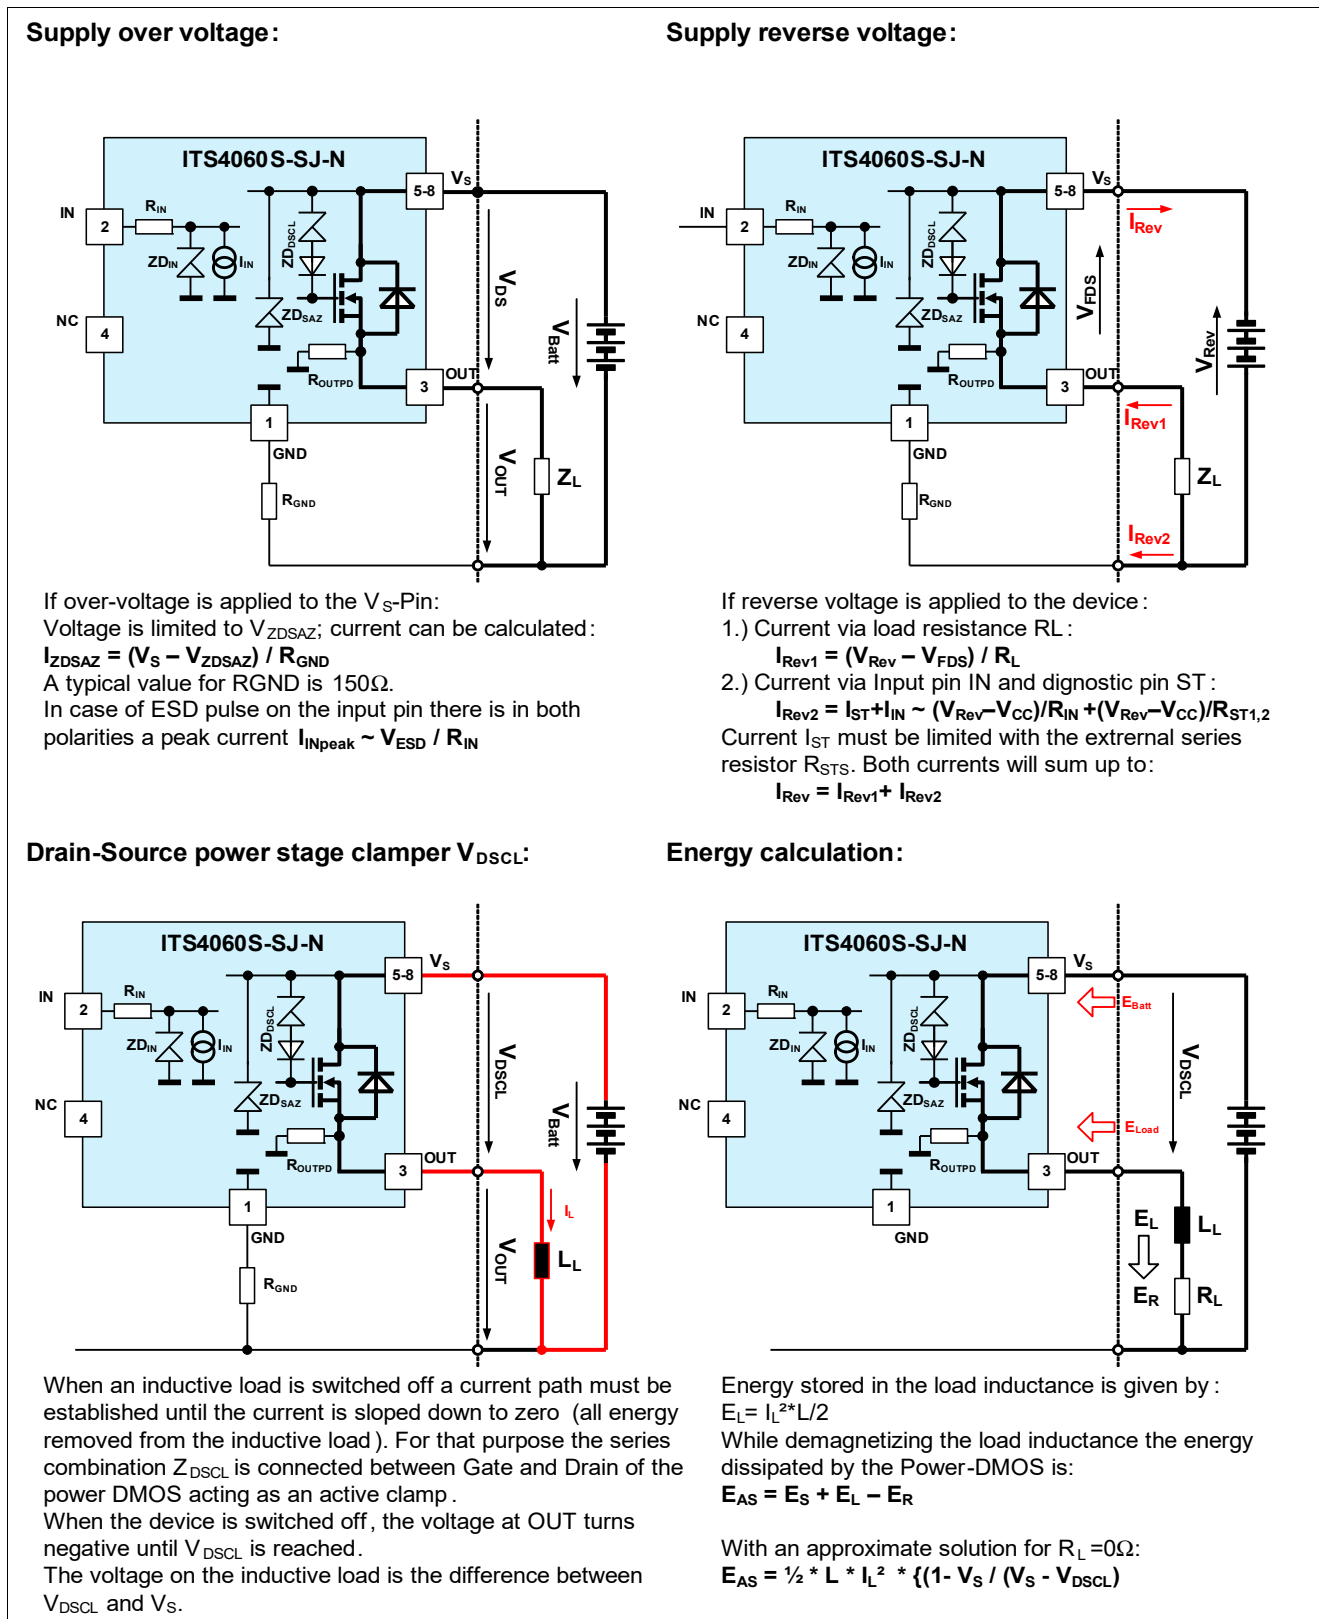 Supply over voltage:
Supply reverse voltage:
ITS4060S-SJ-N
VS
5-8
IN
2
RIN
ZDIN
IIN
ZDDSCL
ZDSAZ
NC
4
ROUTPD
OUT
3
1
GND
RGND
VDS
VBatt
VOUT
ZL
ITS4060S-SJ-N
VS
5-8
IN
2
RIN
ZDIN
IIN
ZDDSCL
ZDSAZ
NC
4
ROUTPD
OUT
3
1
GND
RGND
IRev
VFDS
VRev
IRev1
ZL
IRev2
If over-voltage is applied to the VS-Pin:
Voltage is limited to VZDSAZ; current can be calculated:
IZDSAZ = (VS – VZDSAZ) / RGND
A typical value for RGND is 150Ω.
In case of ESD pulse on the input pin there is in both
polarities a peak current IINpeak ~ VESD / RIN
If reverse voltage is applied to the device:
1.) Current via load resistance RL:
IRev1 = (VRev – VFDS) / RL
2.) Current via Input pin IN and dignostic pin ST:
IRev2 = IST+IIN ~ (VRev–VCC)/RIN +(VRev–VCC)/RST1,2
Current IST must be limited with the extrernal series
resistor RSTS. Both currents will sum up to:
IRev = IRev1+ IRev2
Drain-Source power stage clamper VDSCL:
Energy calculation:
ITS4060S-SJ-N
VS
5-8
IN
2
RIN
ZDIN
IIN
ZDDSCL
ZDSAZ
NC
4
ROUTPD
OUT
3
1
GND
RGND
VDSCL
VBatt
VOUT
IL
LL
ITS4060S-SJ-N
VS
5-8
IN
2
RIN
ZDIN
IIN
ZDDSCL
ZDSAZ
NC
4
ROUTPD
OUT
3
1
GND
EBatt
VDSCL
ELoad
EL
LL
ER
RL
When an inductive load is switched off a current path must be
established until the current is sloped down to zero (all energy
removed from the inductive load). For that purpose the series
combination ZDSCL is connected between Gate and Drain of the
power DMOS acting as an active clamp.
When the device is switched off, the voltage at OUT turns
negative until VDSCL is reached.
The voltage on the inductive load is the difference between
VDSCL and VS.
Energy stored in the load inductance is given by:
EL= IL²*L/2
While demagnetizing the load inductance the energy
dissipated by the Power-DMOS is:
EAS = ES + EL – ER
With an approximate solution for RL =0Ω:
EAS = ½ * L * IL² * {(1- VS / (VS - VDSCL)